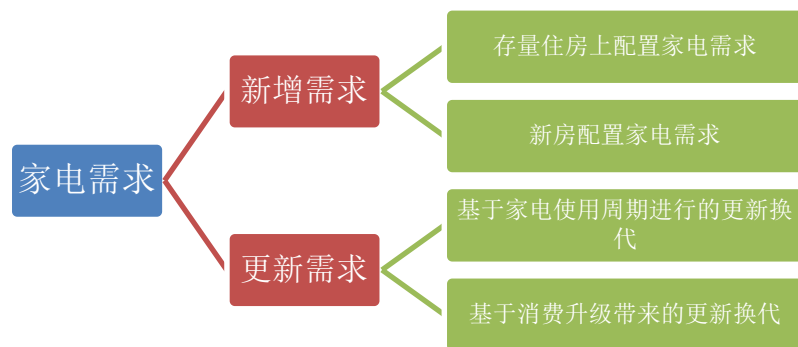 家电需求
新增需求
存量住房上配置家电需求
新房配置家电需求
更新需求
基于家电使用周期进行的更新换
代
基于消费升级带来的更新换代